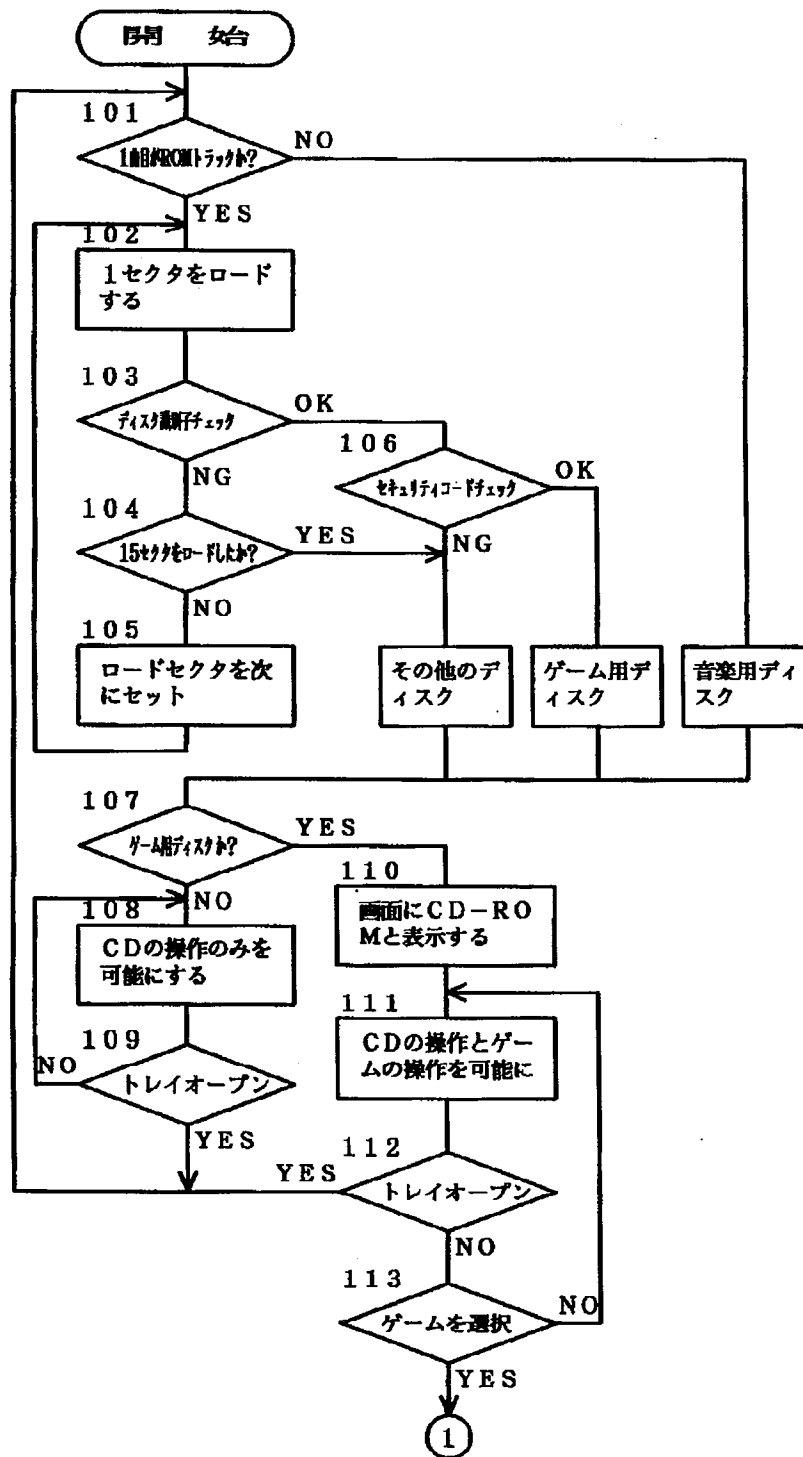 開 始
101
1曲目がROMトラックか?
NO
YES
102
1セクタをロード
する
103
ディスク識別子チェック
OK
NG
106
セキュリティコードチェック
OK
NG
104
15セクタをロードしたか?
YES
NO
105
ロードセクタを次
にセット
その他のデ
ィスク
ゲーム用デ
ィスク
音楽用ディ
スク
107
ゲーム用ディスクか?
YES
NO
108
CDの操作のみを
可能にする
110
画面にCD-RO
Mと表示する
109
トレイオープン
NO
YES
111
CDの操作とゲー
ムの操作を可能に
112
トレイオープン
YES
NO
113
ゲームを選択
NO
YES
1